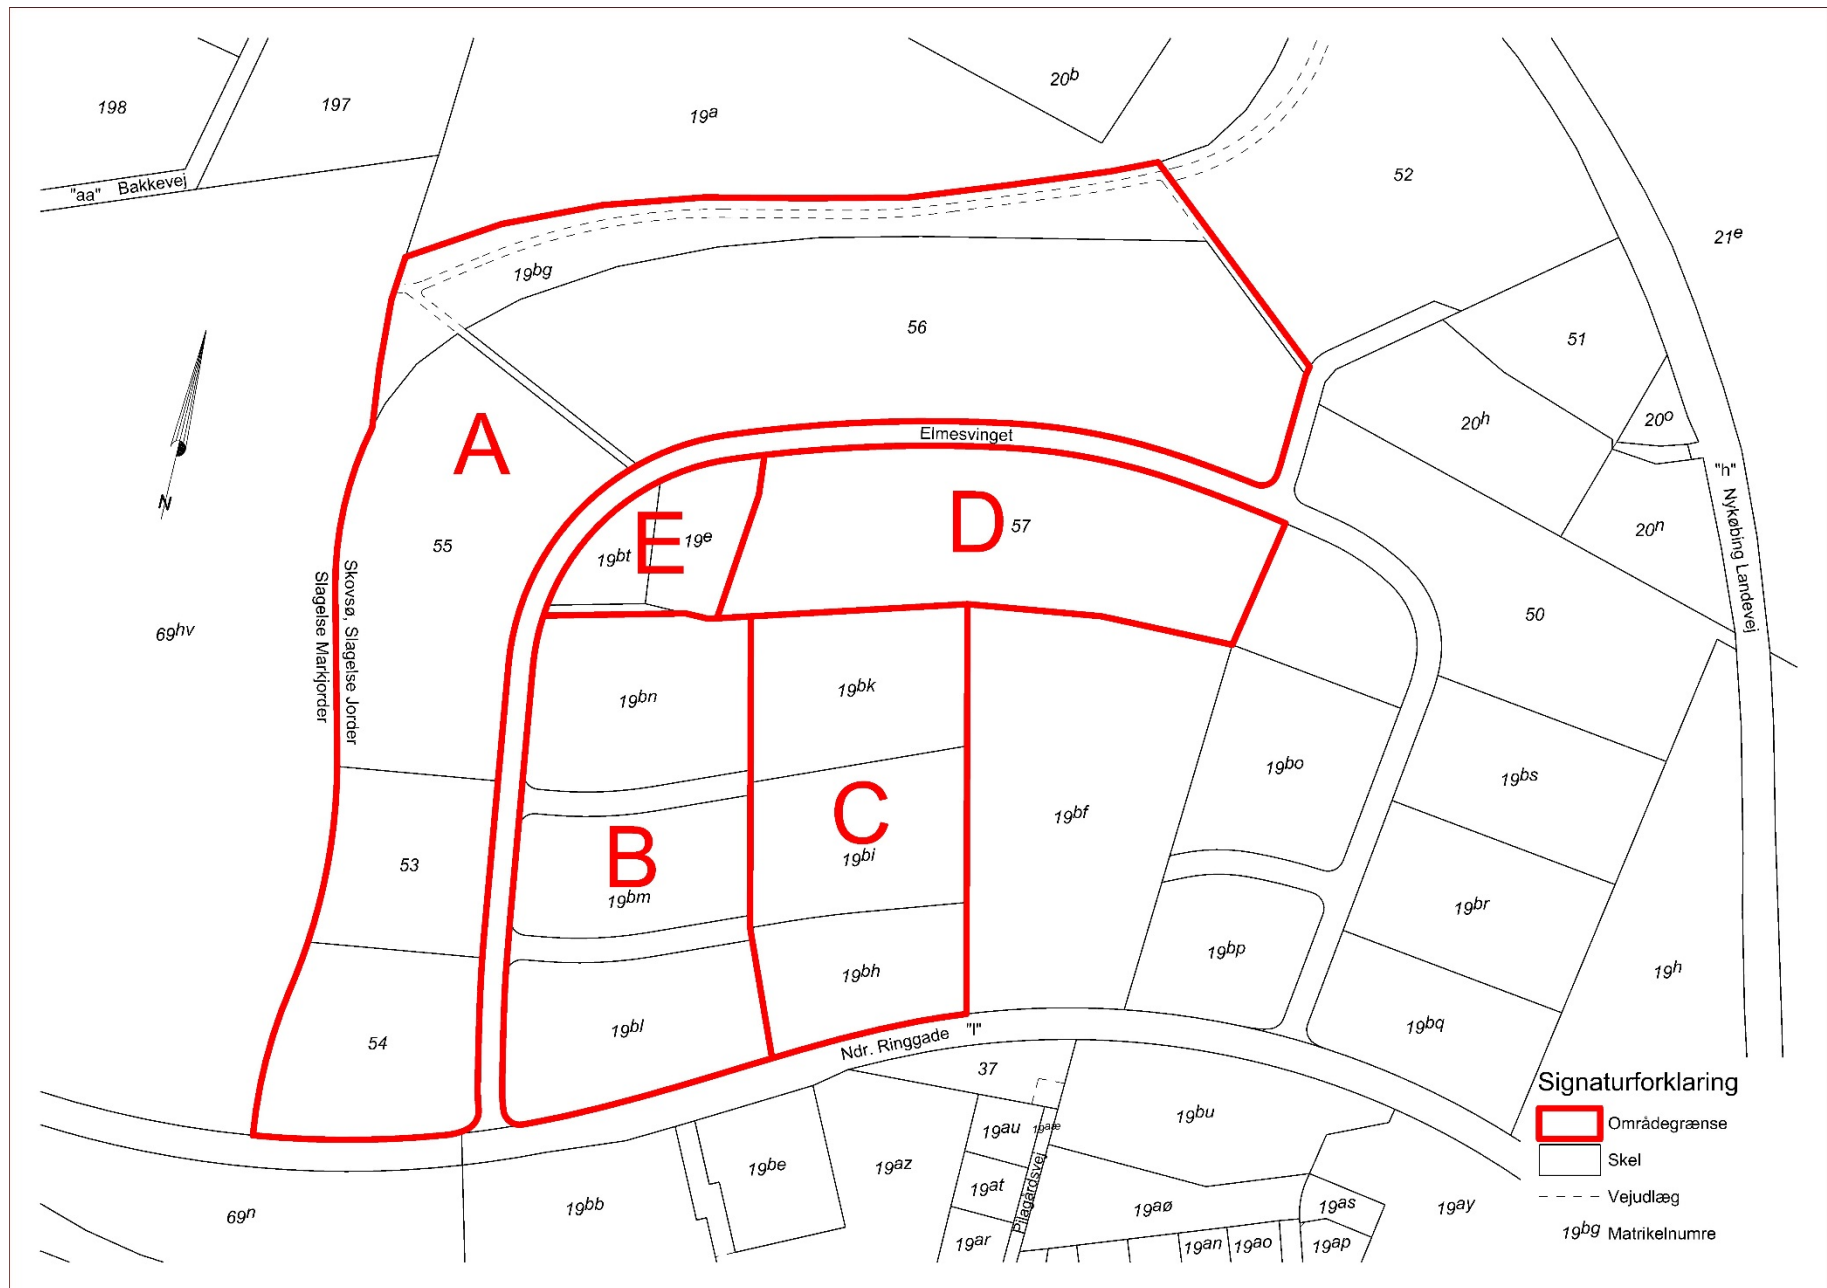 198
197
19a
20b
52
21e
"aa" Bakkevej
19bg
56
51
20h
20o
"h" Nykøbing Landevej
20n
N
A
Elmesvinget
D
57
E
19bt
19e
55
Skovsø, Slagelse Jorder
Slagelse Markjorder
69hv
50
19bn
19bk
19bo
19bs
C
19bf
53
B
19bi
19bm
19br
19bp
19h
19bh
54
19bl
19bq
Ndr. Ringgade "l"
37
19au
19aæ
19bu
19be
19az
19at
Pilagårdsvej
69n
19bb
19aø
19as
19ay
19ar
19an
19ao
19ap
Signaturforklaring
Områdegrænse
Skel
Vejudlæg
19bg Matrikelnumre